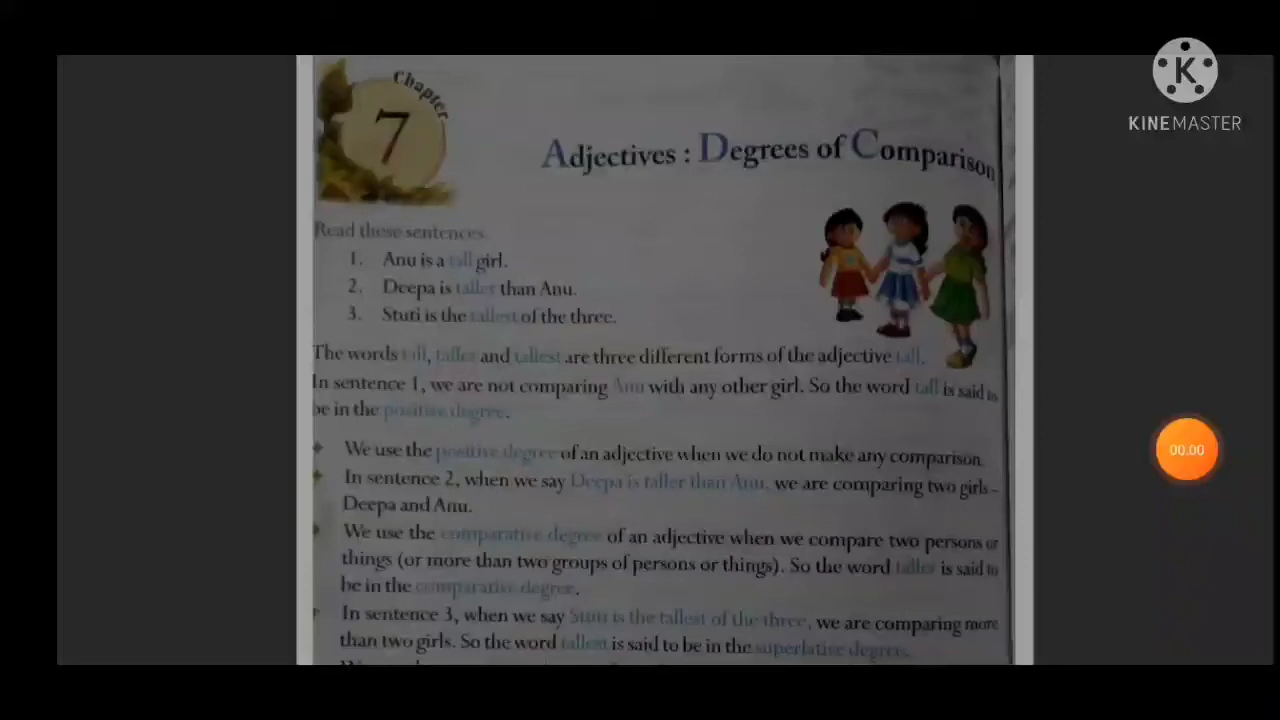 Chapter
7
Adjectives : Degrees of Comparison
Read these sentences.
1. Anu is a tall girl.
2. Deepa is taller than Anu.
3. Stuti is the tallest of the three.
The words tall, taller and tallest are three different forms of the adjective tall.
In sentence 1, we are not comparing Anu with any other girl. So the word tall is said to
be in the positive degree.
We use the positive degree of an adjective when we do not make any comparison.
In sentence 2, when we say Deepa is taller than Anu, we are comparing two girls –
Deepa and Anu.
We use the comparative degree of an adjective when we compare two persons or
things (or more than two groups of persons or things). So the word taller is said to
be in the comparative degree.
In sentence 3, when we say Stuti is the tallest of the three, we are comparing more
than two girls. So the word tallest is said to be in the superlative degree.
K
KINEMASTER
00.00